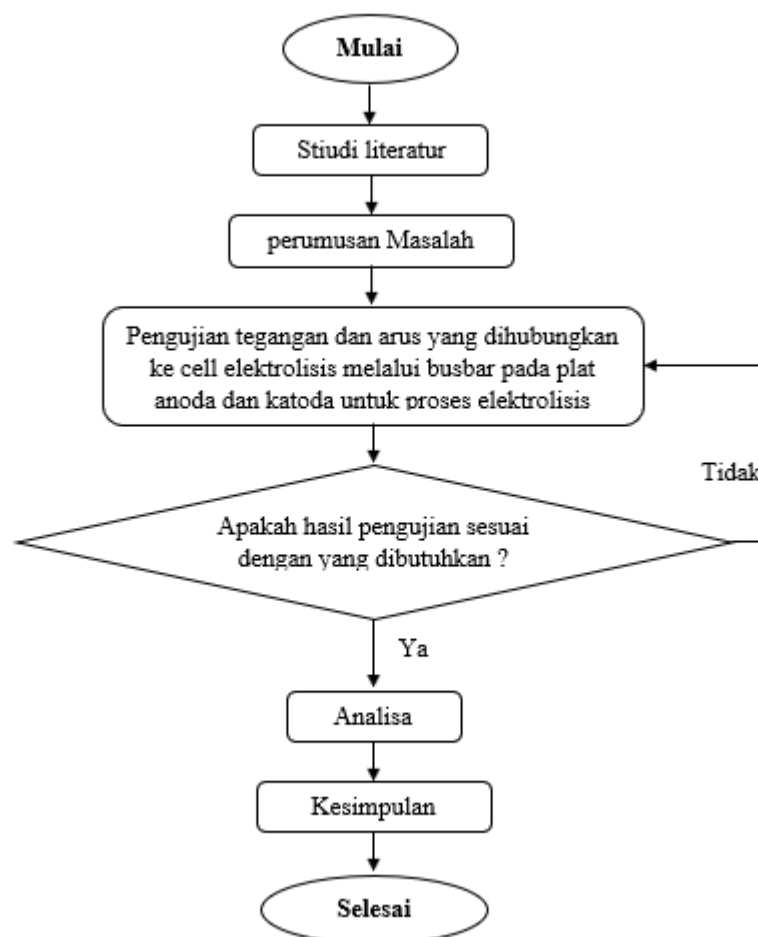 Mulai
Stiudi literatur
perumusan Masalah
Pengujian tegangan dan arus yang dihubungkan
ke cell elektrolisis melalui busbar pada plat
anoda dan katoda untuk proses elektrolisis
Tidak
Apakah hasil pengujian sesuai
dengan yang dibutuhkan ?
Ya
Analisa
Kesimpulan
Selesai